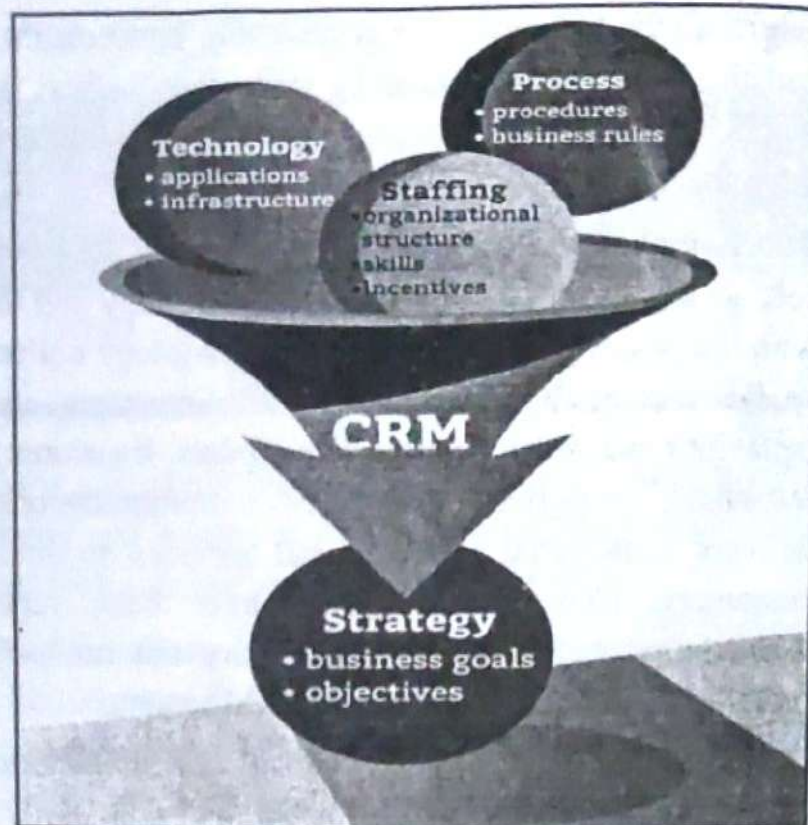 Process
• procedures
• business rules
Technology
• applications
• infrastructure
Staffing
•organizational
structure
•skills
•Incentives
CRM
Strategy
• business goals
• objectives